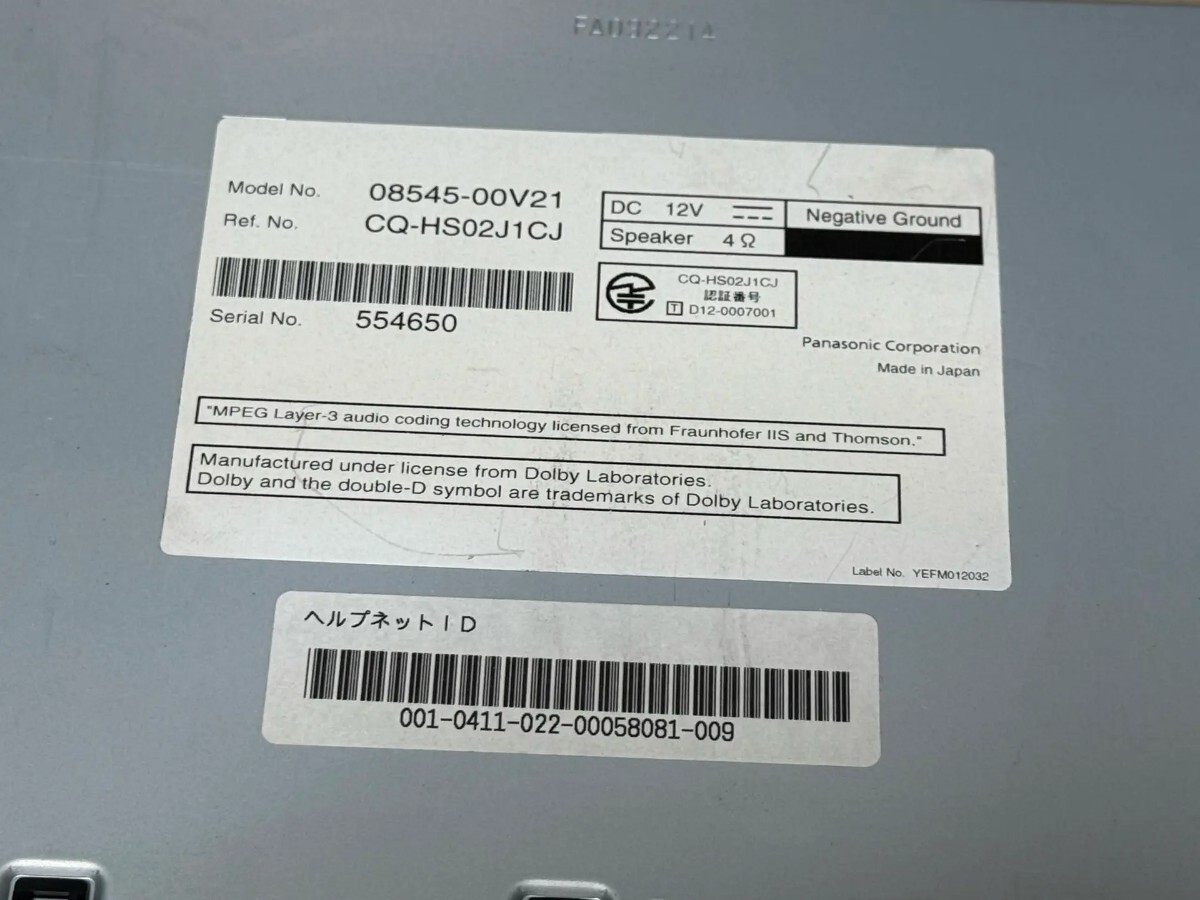 FA092214
Model No. 08545-00V21
Ref. No. CQ-HS02J1CJ
Serial No. 554650
DC 12V
Negative Ground
Speaker 4Ω
CQ-HS02J1CJ
認証番号
T D12-0007001
Panasonic Corporation
Made in Japan
"MPEG Layer-3 audio coding technology licensed from Fraunhofer IIS and Thomson."
Manufactured under license from Dolby Laboratories.
Dolby and the double-D symbol are trademarks of Dolby Laboratories.
Label No. YEFM012032
ヘルプネットID
001-0411-022-00058081-009